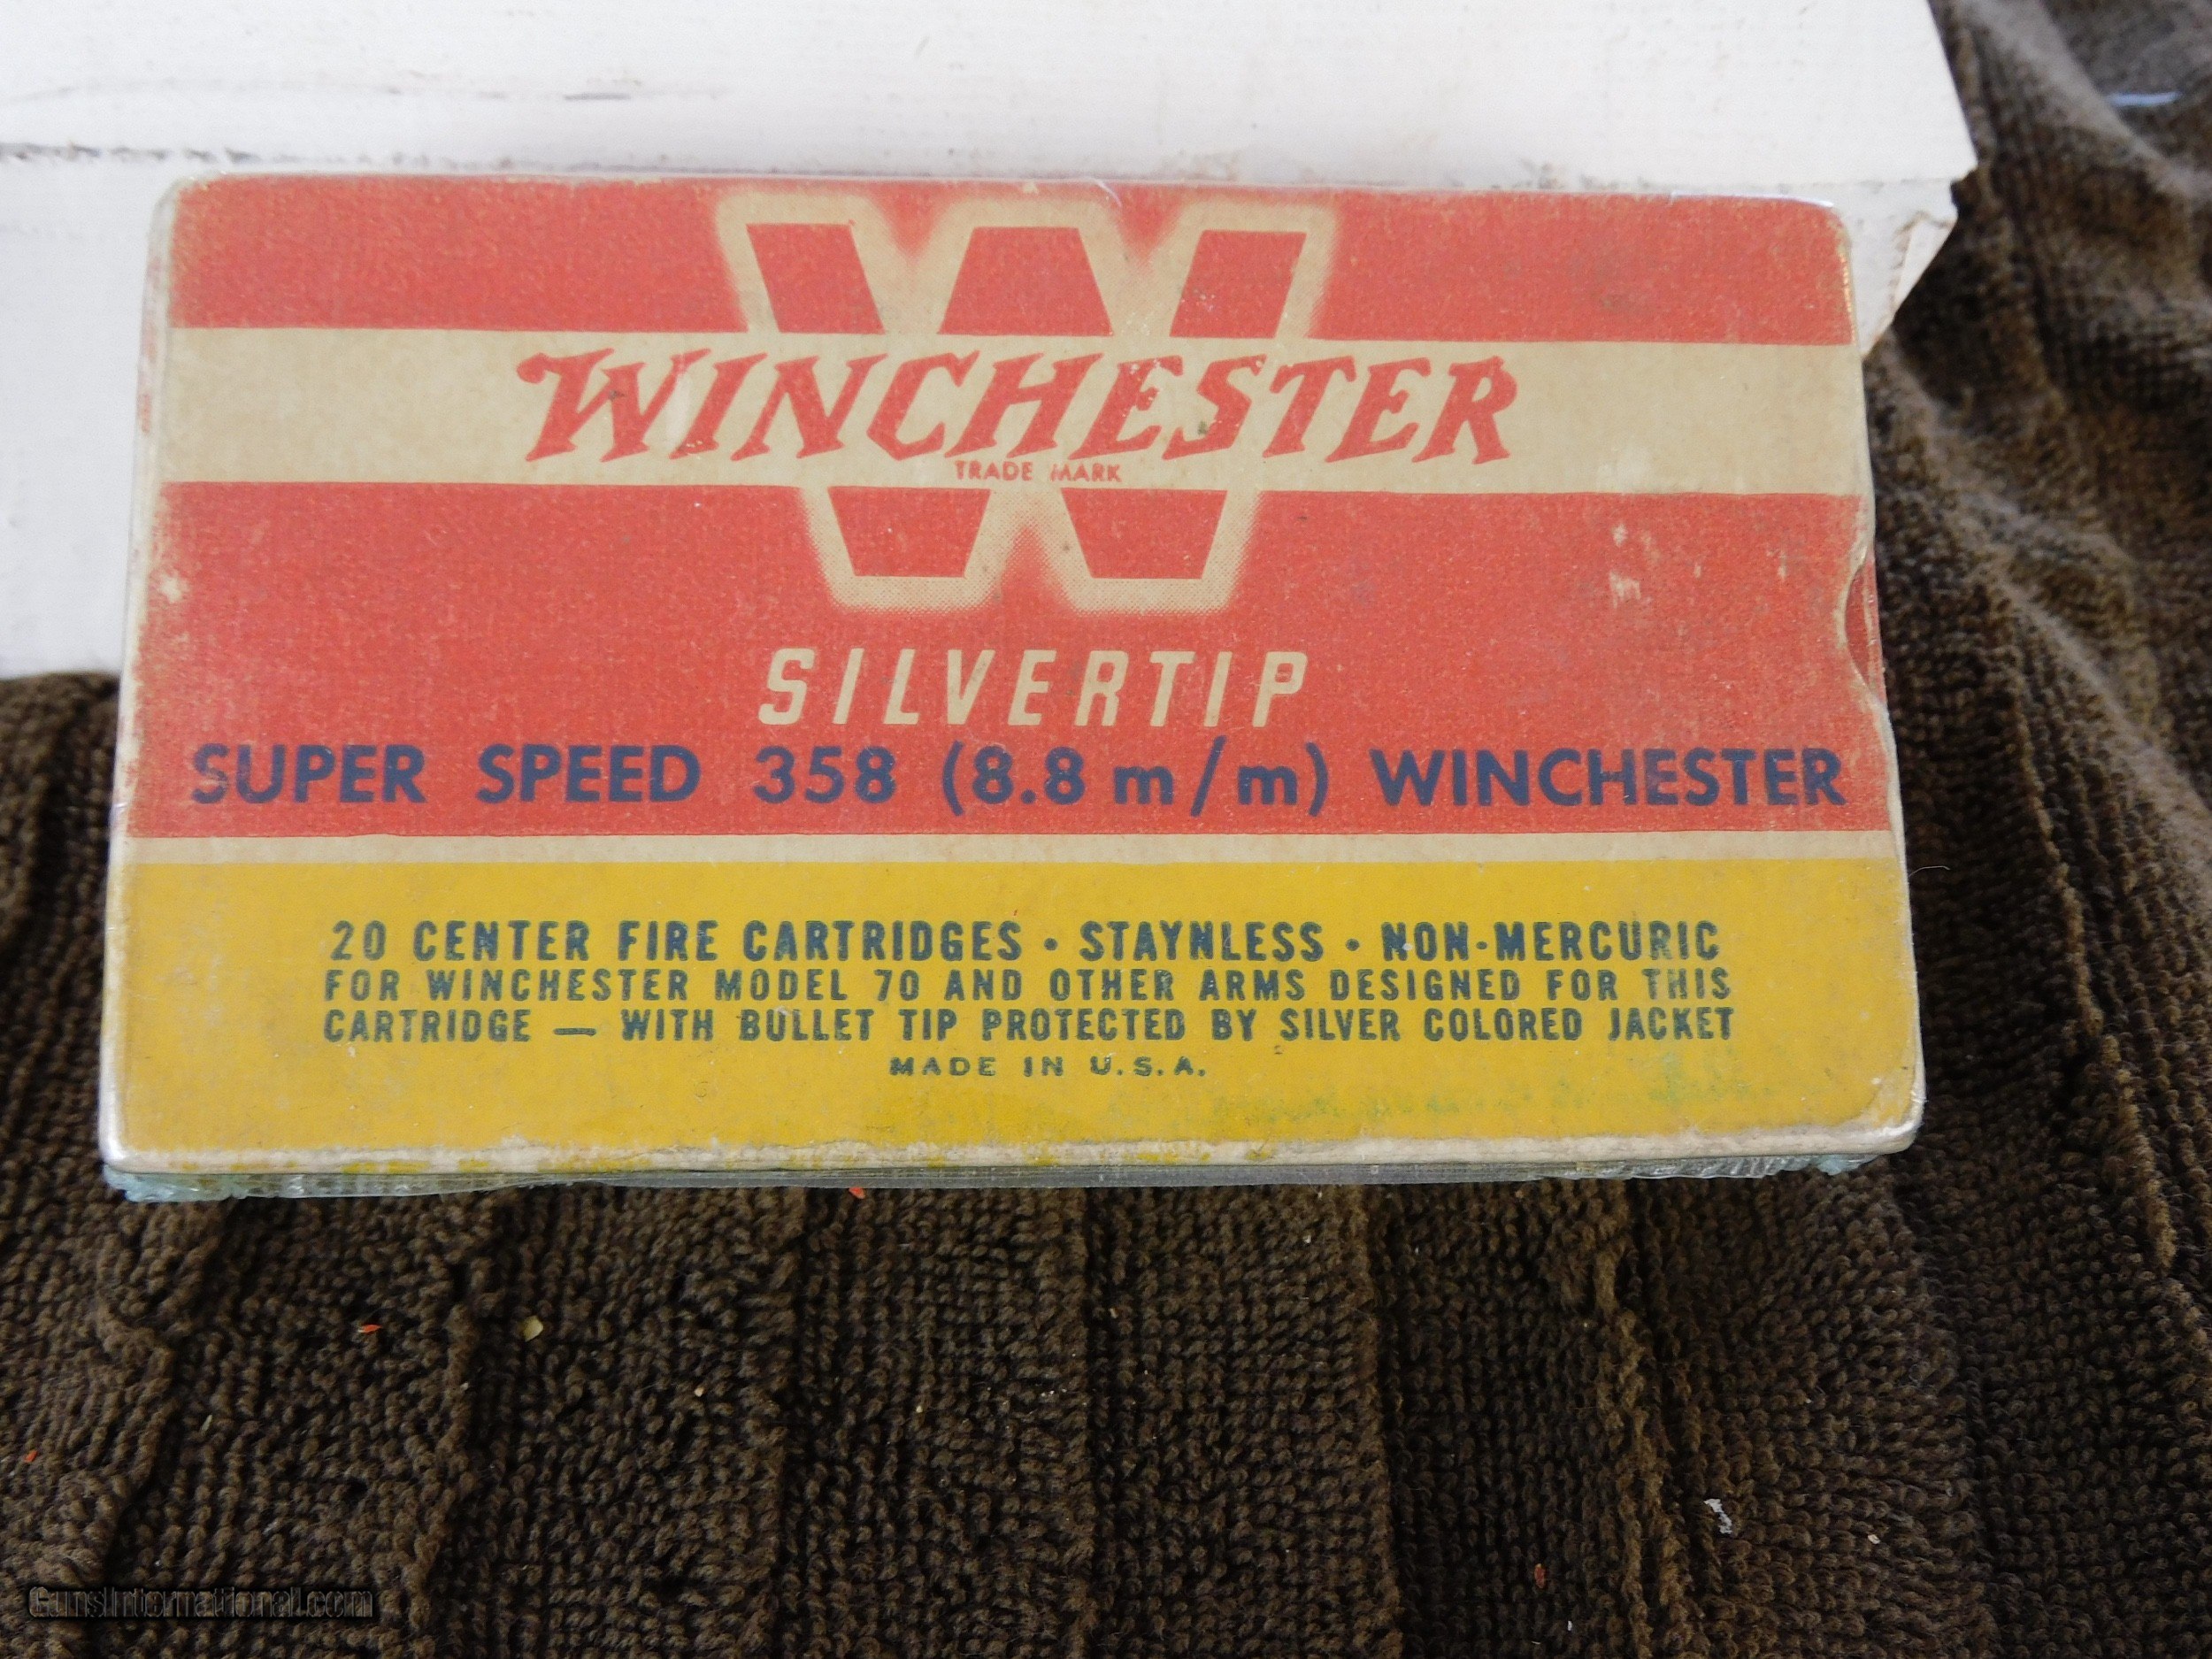 WINCHESTER
TRADE MARK
SILVERTIP
SUPER SPEED 358 (8.8 m/m) WINCHESTER
20 CENTER FIRE CARTRIDGES • STAYNLESS • NON-MERCURIC
FOR WINCHESTER MODEL 70 AND OTHER ARMS DESIGNED FOR THIS
CARTRIDGE — WITH BULLET TIP PROTECTED BY SILVER COLORED JACKET
MADE IN U.S.A.
GunsInternational.com